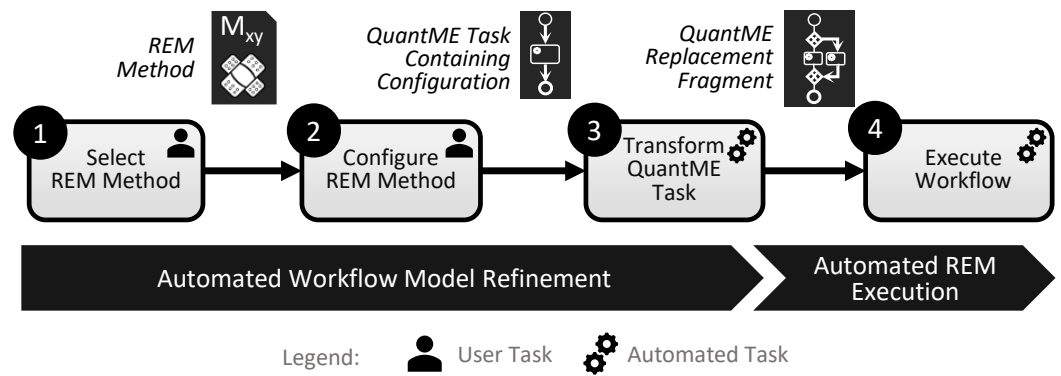 REM
Method
Mxy
QuantME Task
Containing
Configuration
QuantME
Replacement
Fragment
1
Select
REM Method
2
Configure
REM Method
3
Transform
QuantME
Task
4
Execute
Workflow
Automated Workflow Model Refinement
Automated REM
Execution
Legend:
User Task
Automated Task